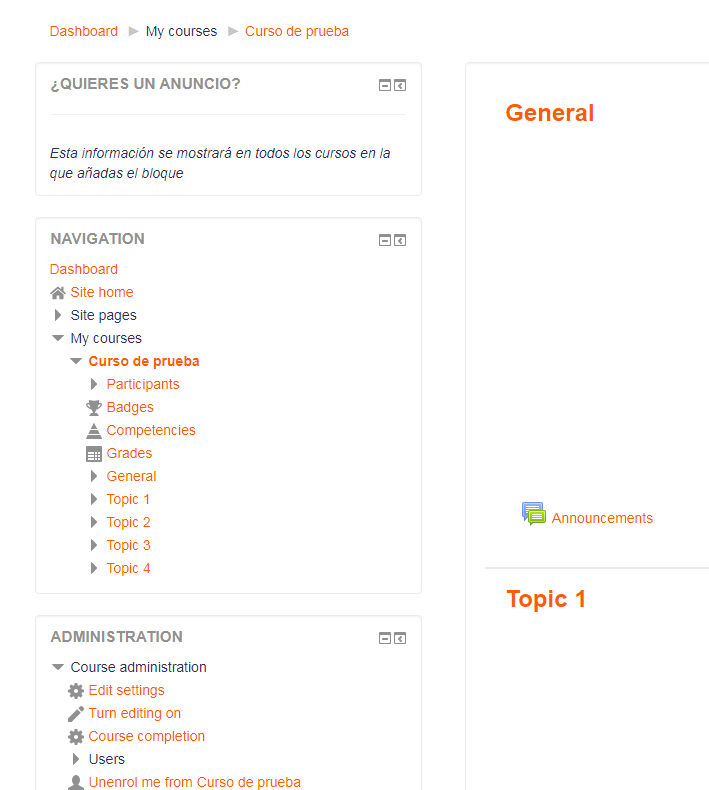 Dashboard My courses Curso de prueba
¿QUIERES UN ANUNCIO?
Esta información se mostrará en todos los cursos en la
que añadas el bloque
NAVIGATION
Dashboard
Site home
Site pages
My courses
Curso de prueba
Participants
Badges
Competencies
Grades
General
Topic 1
Topic 2
Topic 3
Topic 4
ADMINISTRATION
Course administration
Edit settings
Turn editing on
Course completion
Users
Unenrol me from Curso de prueba
General
Announcements
Topic 1